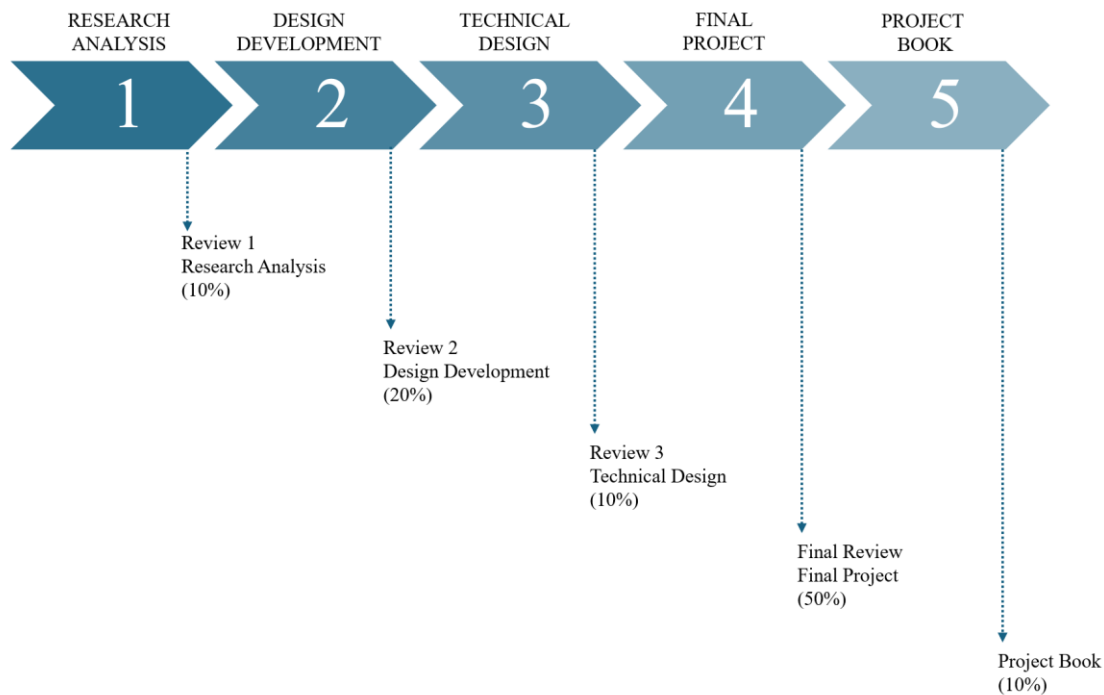 RESEARCH
ANALYSIS
DESIGN
DEVELOPMENT
TECHNICAL
DESIGN
FINAL
PROJECT
PROJECT
BOOK
1
2
3
4
5
Review 1
Research Analysis
(10%)
Review 2
Design Development
(20%)
Review 3
Technical Design
(10%)
Final Review
Final Project
(50%)
Project Book
(10%)